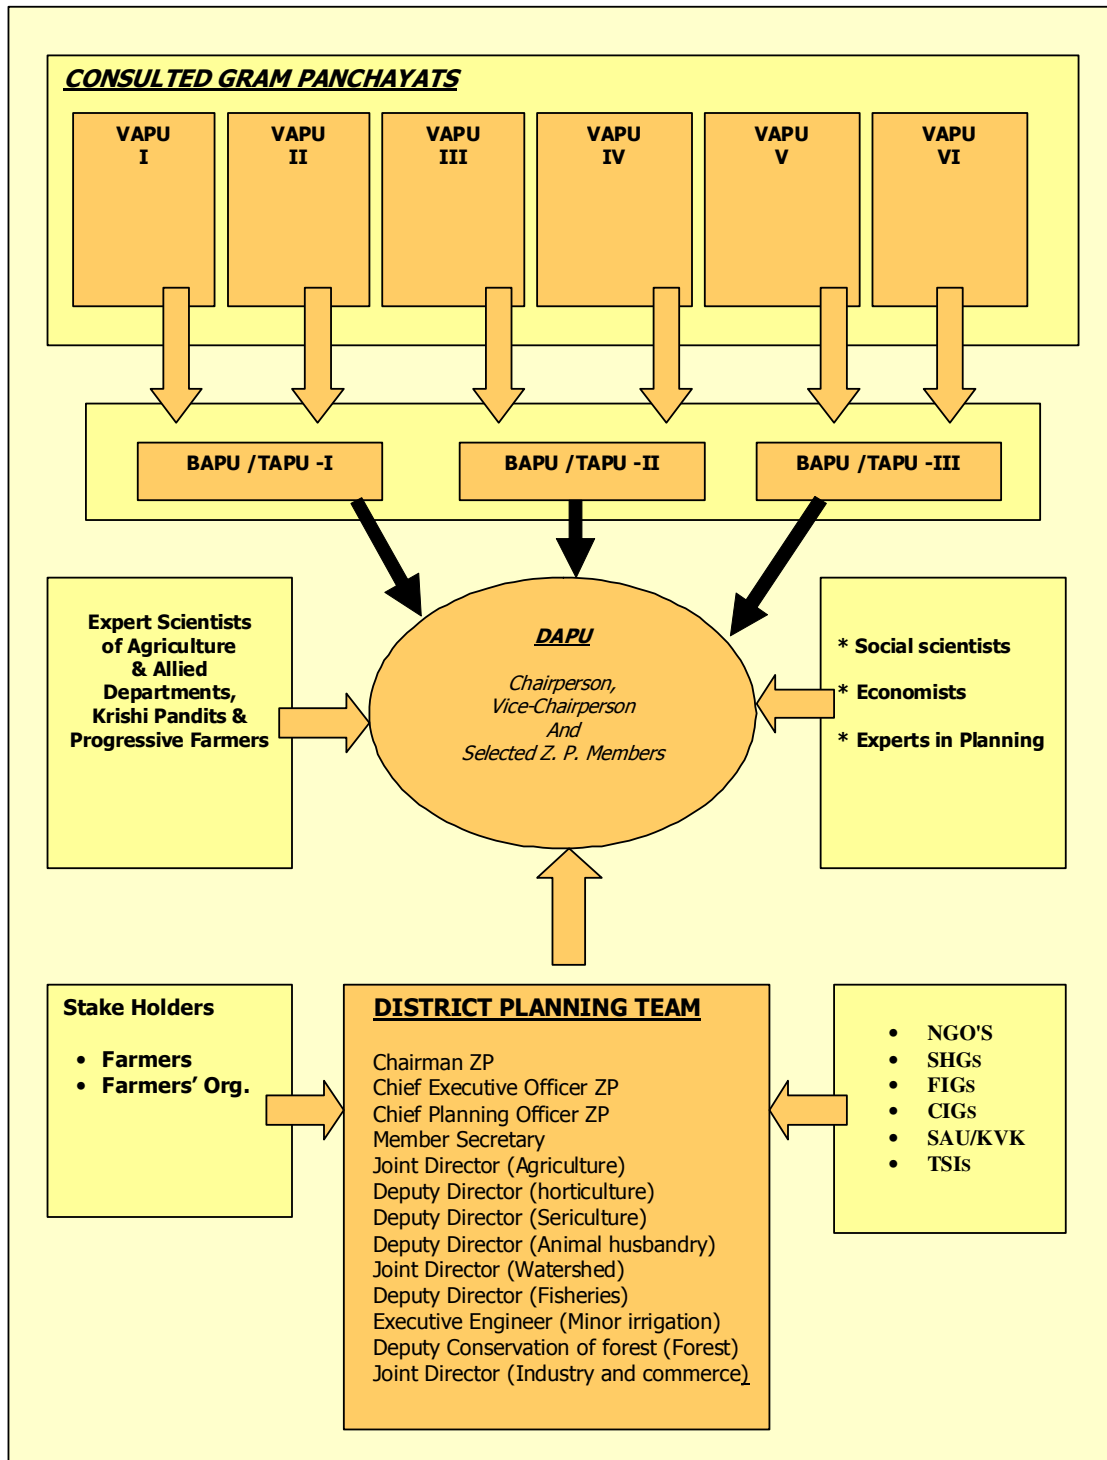 CONSULTED GRAM PANCHAYATS
VAPU
I
VAPU
II
VAPU
III
VAPU
IV
VAPU
V
VAPU
VI
BAPU /TAPU -I
BAPU /TAPU -II
BAPU /TAPU -III
Expert Scientists
of Agriculture
& Allied
Departments,
Krishi Pandits &
Progressive Farmers
DAPU
Chairperson,
Vice-Chairperson
And
Selected Z. P. Members
* Social scientists
* Economists
* Experts in Planning
Stake Holders
• Farmers
• Farmers’ Org.
DISTRICT PLANNING TEAM
Chairman ZP
Chief Executive Officer ZP
Chief Planning Officer ZP
Member Secretary
Joint Director (Agriculture)
Deputy Director (horticulture)
Deputy Director (Sericulture)
Deputy Director (Animal husbandry)
Joint Director (Watershed)
Deputy Director (Fisheries)
Executive Engineer (Minor irrigation)
Deputy Conservation of forest (Forest)
Joint Director (Industry and commerce)
• NGO'S
• SHGs
• FIGs
• CIGs
• SAU/KVK
• TSIs